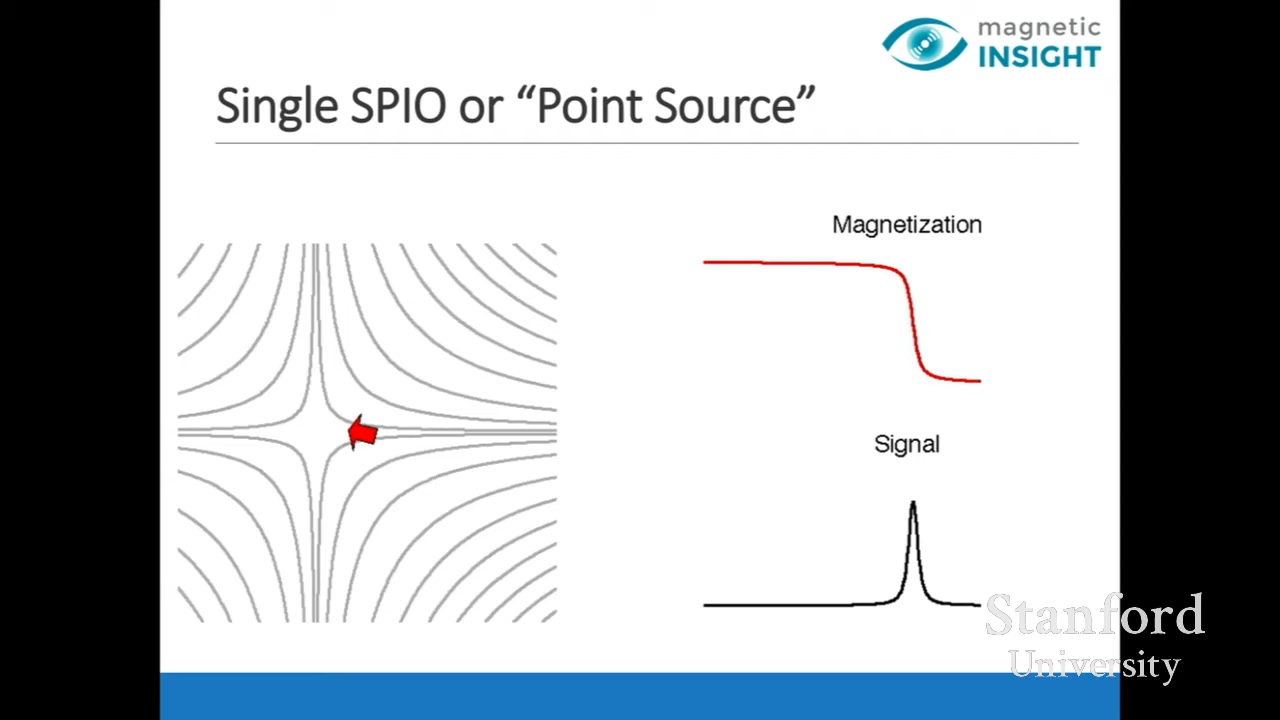 magnetic
INSIGHT
Single SPIO or “Point Source”
Magnetization
Signal
Stanford
University